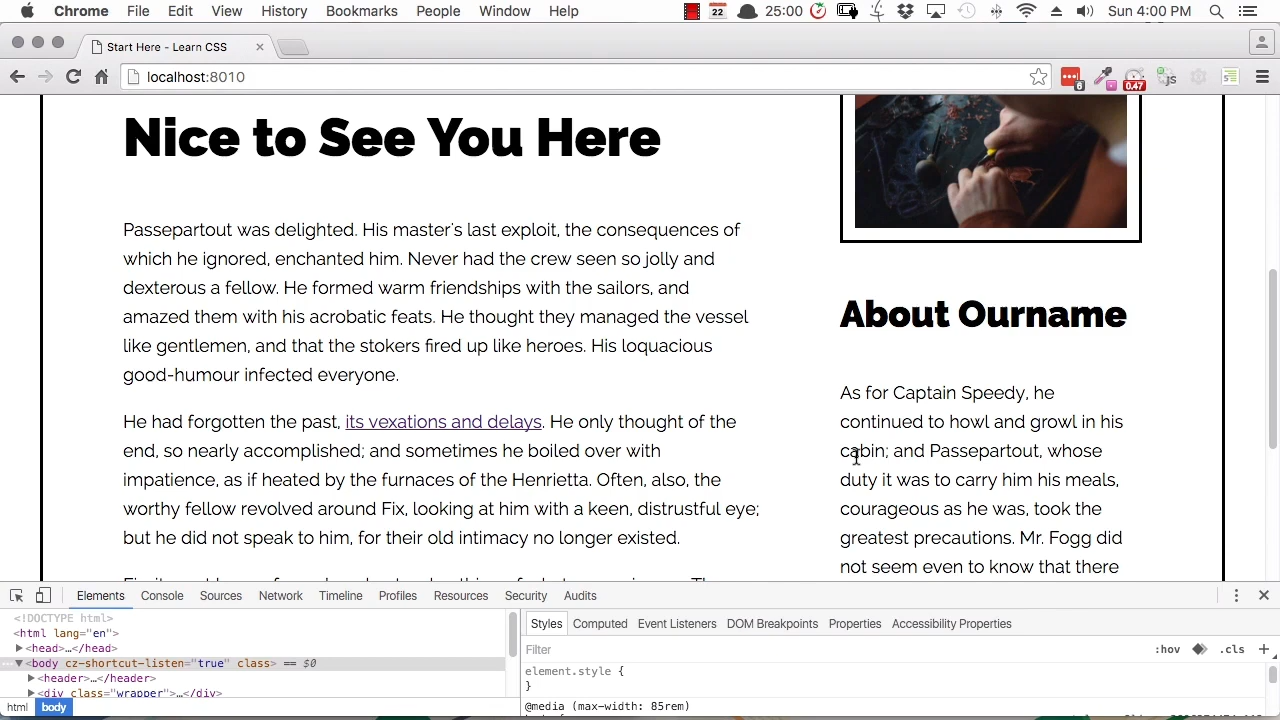 Chrome File Edit View History Bookmarks People Window Help 22 25:00 Sun 4:00 PM
Start Here - Learn CSS
localhost:8010 6 0.47 js
Nice to See You Here
Passepartout was delighted. His master's last exploit, the consequences of
which he ignored, enchanted him. Never had the crew seen so jolly and
dexterous a fellow. He formed warm friendships with the sailors, and
amazed them with his acrobatic feats. He thought they managed the vessel
like gentlemen, and that the stokers fired up like heroes. His loquacious
good-humour infected everyone.
He had forgotten the past, its vexations and delays. He only thought of the
end, so nearly accomplished; and sometimes he boiled over with
impatience, as if heated by the furnaces of the Henrietta. Often, also, the
worthy fellow revolved around Fix, looking at him with a keen, distrustful eye;
but he did not speak to him, for their old intimacy no longer existed.
About Ourname
As for Captain Speedy, he
continued to howl and growl in his
cabin; and Passepartout, whose
duty it was to carry him his meals,
courageous as he was, took the
greatest precautions. Mr. Fogg did
not seem even to know that there
Elements Console Sources Network Timeline Profiles Resources Security Audits
<!DOCTYPE html>
<html lang="en">
<head>…</head>
<body cz-shortcut-listen="true" class> == $0
<header>…</header>
<div class="wrapper">…</div>
html body
Styles Computed Event Listeners DOM Breakpoints Properties Accessibility Properties
Filter :hov .cls +
element.style {
}
@media (max-width: 85rem)